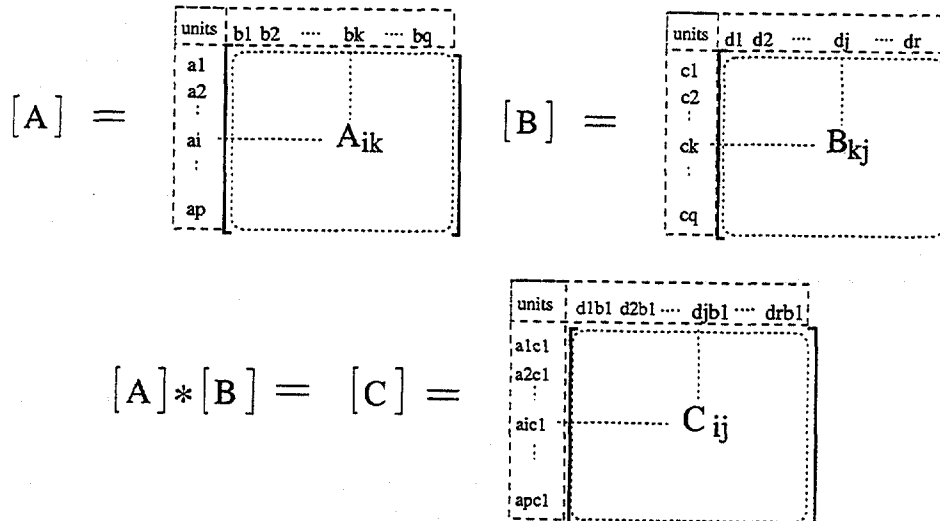 units b1 b2 ···· bk ···· bq
a1
a2
⋮
[A] = ai ········ Aik
⋮
ap
units d1 d2 ···· dj ···· dr
c1
c2
⋮
[B] = ck ········ Bkj
⋮
cq
units d1b1 d2b1 ···· djb1 ···· drb1
a1c1
a2c1
⋮
[A]*[B] = [C] = aic1 ········ C ij
⋮
apc1